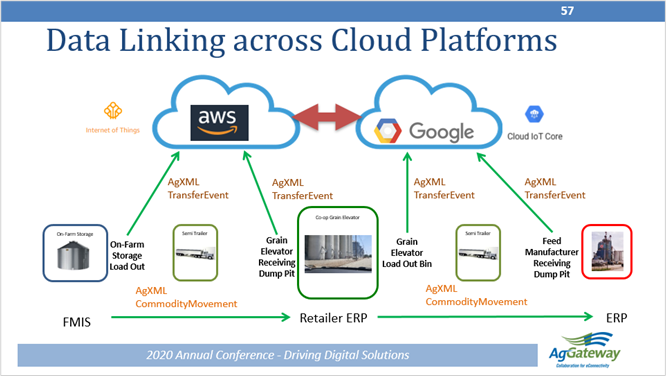 57
Data Linking across Cloud Platforms
Internet of Things
aws
Google
Cloud IoT Core
AgXML
TransferEvent
AgXML
TransferEvent
AgXML
TransferEvent
AgXML
TransferEvent
On-Farm Storage
On-Farm
Storage
Load Out
Semi Trailer
Grain
Elevator
Receiving
Dump Pit
Co-op Grain Elevator
Grain
Elevator
Load Out Bin
Semi Trailer
Feed
Manufacturer
Receiving
Dump Pit
AgXML
CommodityMovement
AgXML
CommodityMovement
FMIS
Retailer ERP
ERP
2020 Annual Conference - Driving Digital Solutions
AgGateway
Collaboration for eConnectivity